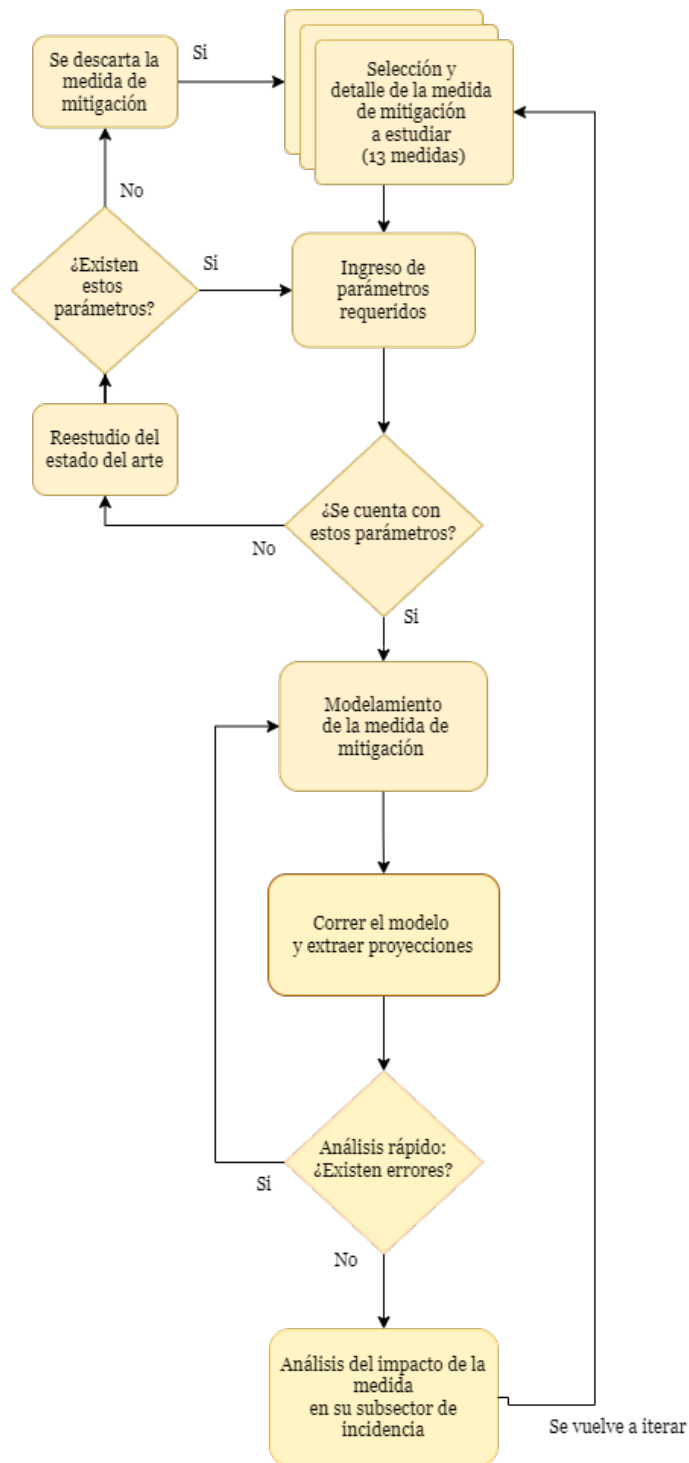 Se descarta la
medida de
mitigación
Si
Selección y
detalle de la medida
de mitigación
a estudiar
(13 medidas)
No
¿Existen
estos
parámetros?
Si
Ingreso de
parámetros
requeridos
Reestudio del
estado del arte
¿Se cuenta con
estos parámetros?
No
Si
Modelamiento
de la medida de
mitigación
Correr el modelo
y extraer proyecciones
Análisis rápido:
¿Existen errores?
Si
No
Análisis del impacto de la
medida
en su subsector de
incidencia
Se vuelve a iterar